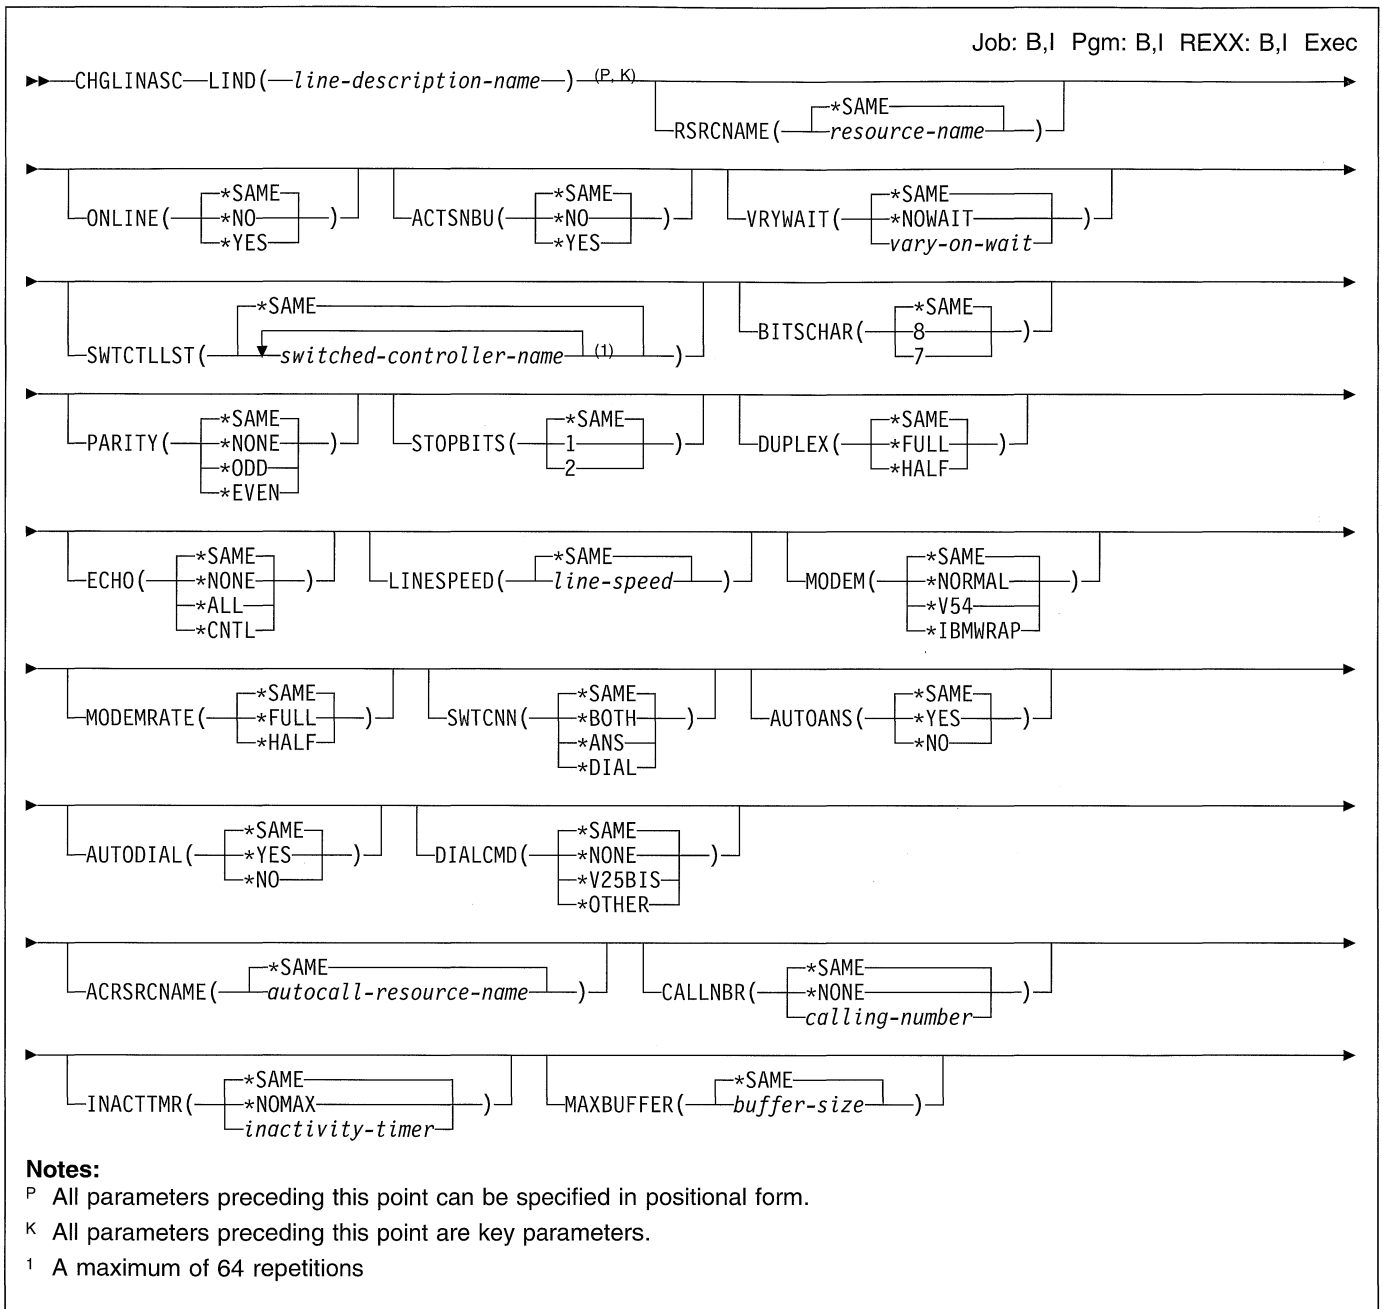 Job: B,I Pgm: B,I REXX: B,I Exec
CHGLINASC LIND( line-description-name ) (P, K)
*SAME
RSRCNAME( resource-name )
*SAME *SAME *SAME
ONLINE( *NO ) ACTSNBU( *NO ) VRYWAIT( *NOWAIT )
*YES *YES vary-on-wait
*SAME *SAME
BITSCHAR( 8 )
SWTCTLLST( switched-controller-name (1) ) 7
*SAME *SAME *SAME
PARITY( *NONE ) STOPBITS( 1 ) DUPLEX( *FULL )
*ODD 2 *HALF
*EVEN
*SAME *SAME *SAME
ECHO( *NONE ) LINESPEED( line-speed ) MODEM( *NORMAL )
*ALL *V54
*CNTL *IBMWRAP
*SAME *SAME *SAME
MODEMRATE( *FULL ) SWTCNN( *BOTH ) AUTOANS( *YES )
*HALF *ANS *NO
*DIAL
*SAME *SAME
AUTODIAL( *YES ) DIALCMD( *NONE )
*NO *V25BIS
*OTHER
*SAME *SAME
ACRSRCNAME( autocall-resource-name ) CALLNBR( *NONE )
calling-number
*SAME *SAME
INACTTMR( *NOMAX ) MAXBUFFER( buffer-size )
inactivity-timer
Notes:
P All parameters preceding this point can be specified in positional form.
K All parameters preceding this point are key parameters.
1 A maximum of 64 repetitions